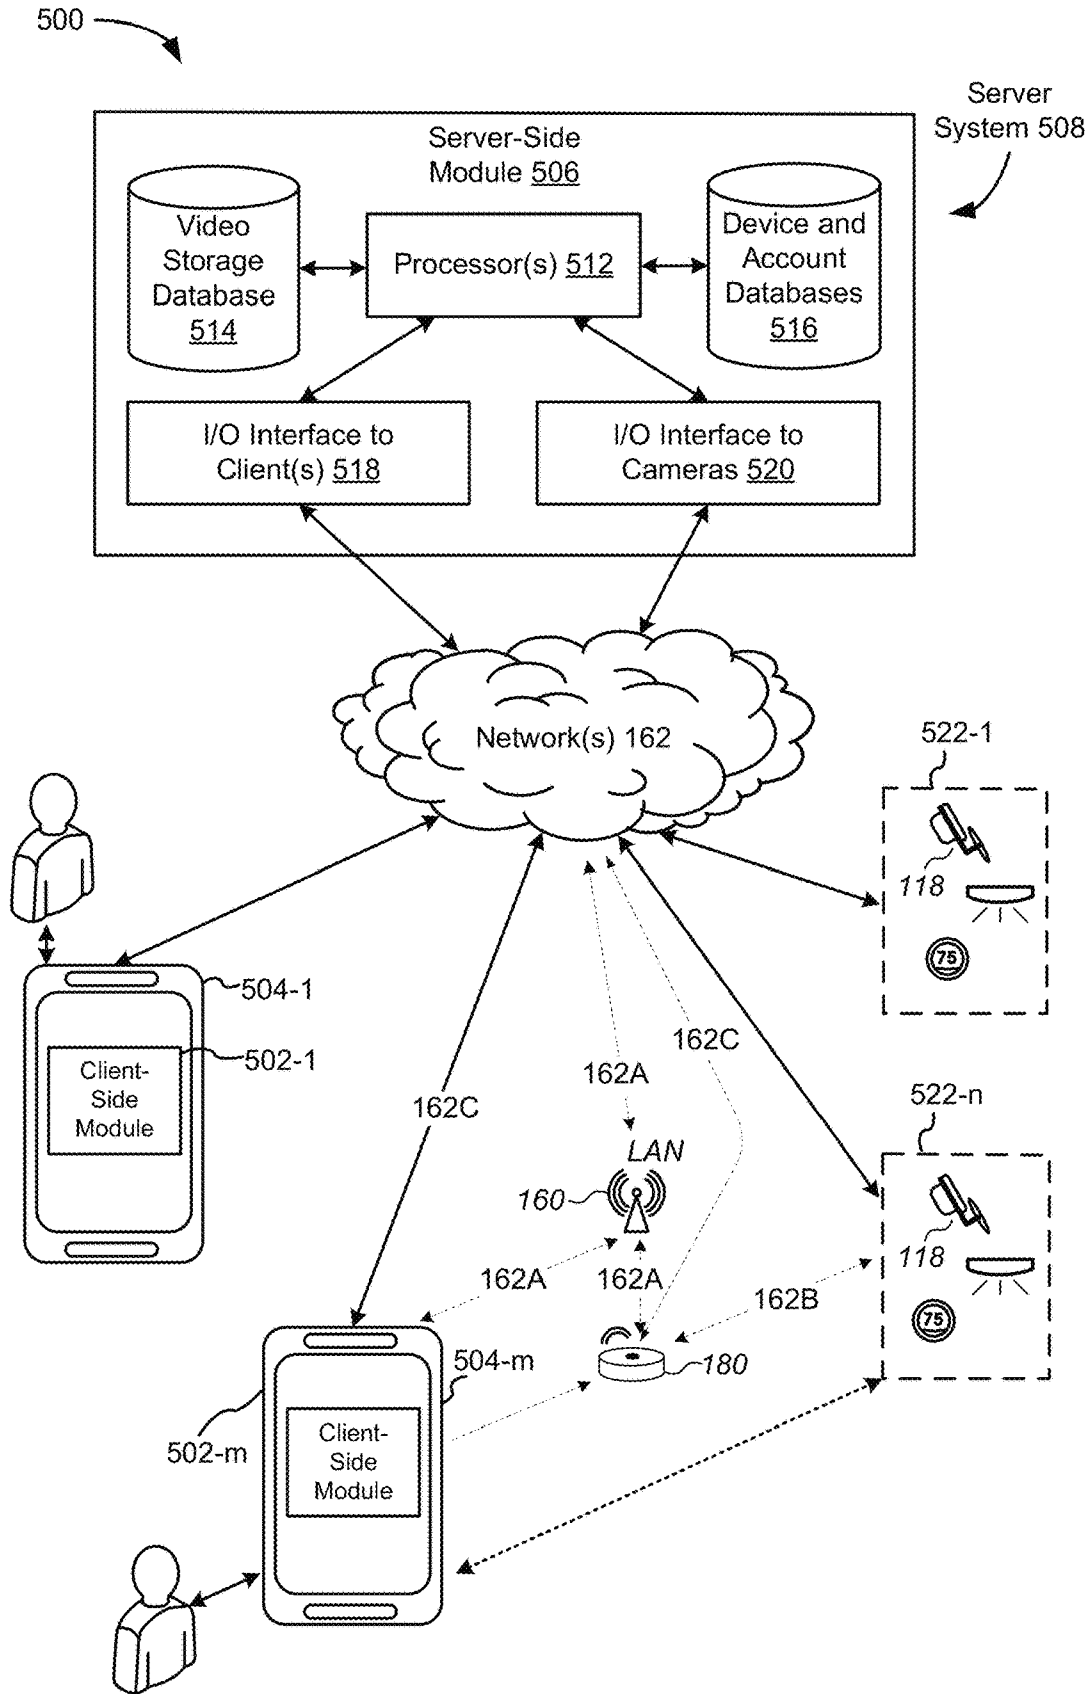 500
Server
System 508
Server-Side
Module 506
Video
Storage
Database
514
Processor(s) 512
Device and
Account
Databases
516
I/O Interface to
Client(s) 518
I/O Interface to
Cameras 520
Network(s) 162
522-1
118
75
504-1
502-1
Client-
Side
Module
162C
162A
162C
LAN
160
162A
162A
162B
522-n
118
75
180
504-m
502-m
Client-
Side
Module